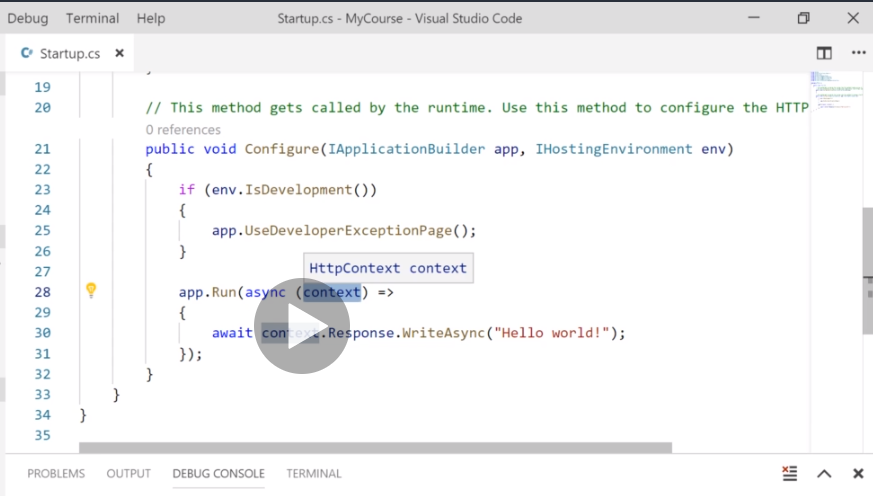 Debug Terminal Help Startup.cs - MyCourse - Visual Studio Code
C# Startup.cs
19
20 // This method gets called by the runtime. Use this method to configure the HTTP
0 references
21 public void Configure(IApplicationBuilder app, IHostingEnvironment env)
22 {
23 if (env.IsDevelopment())
24 {
25 app.UseDeveloperExceptionPage();
26 }
27 HttpContext context
28 app.Run(async (context) =>
29 {
30 await context.Response.WriteAsync("Hello world!");
31 });
32 }
33 }
34 }
35
PROBLEMS OUTPUT DEBUG CONSOLE TERMINAL